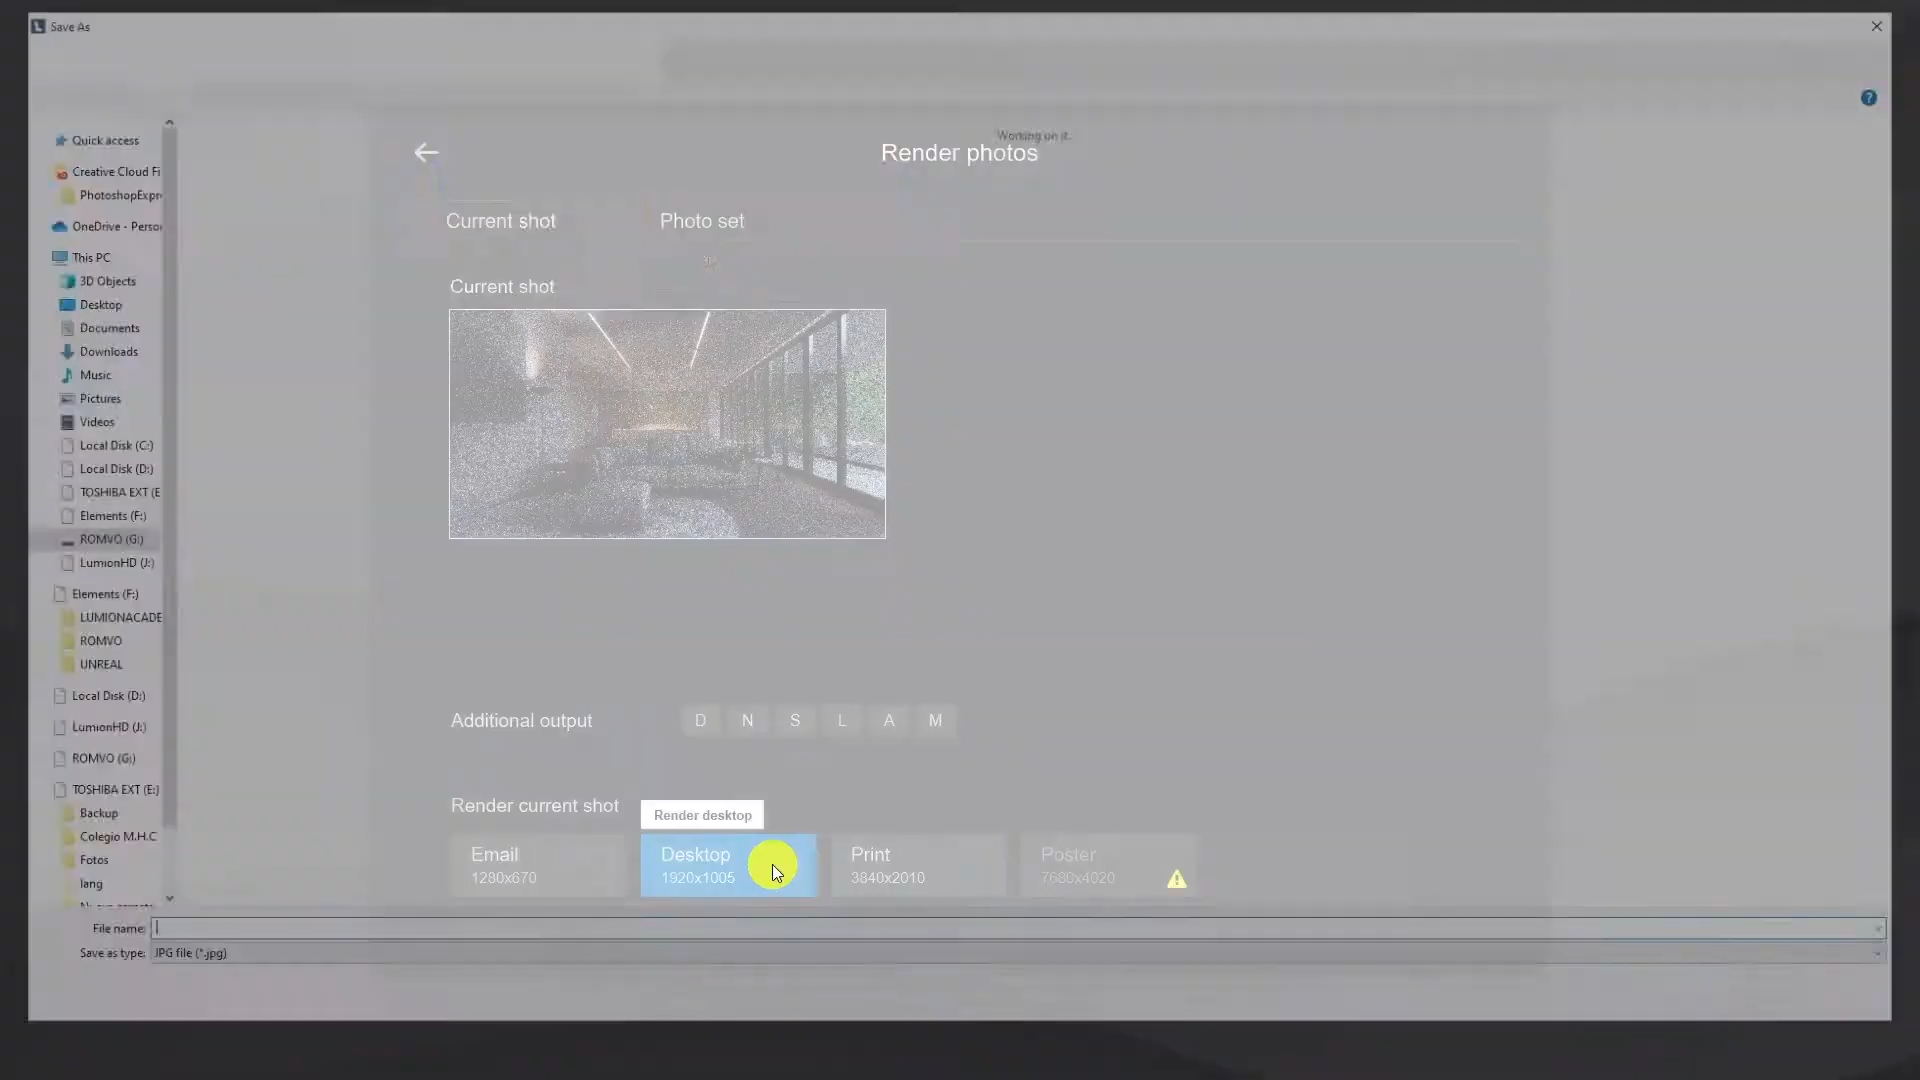 Save As
?
Quick access
Creative Cloud Fi
PhotoshopExpr
OneDrive - Perso
This PC
3D Objects
Desktop
Documents
Downloads
Music
Pictures
Videos
Local Disk (C:)
Local Disk (D:)
TOSHIBA EXT (E
Elements (F:)
ROMVO (G:)
LumionHD (J:)
Elements (F:)
LUMIONACADE
ROMVO
UNREAL
Local Disk (D:)
LumionHD (J:)
ROMVO (G:)
TOSHIBA EXT (E:)
Backup
Colegio M.H.C
Fotos
lang
Working on it...
Render photos
Current shot
Photo set
Current shot
Additional output
D N S L A M
Render current shot
Render desktop
Email
1280x670
Desktop
1920x1005
Print
3840x2010
Poster
7680x4020
File name:
Save as type: JPG file (*.jpg)